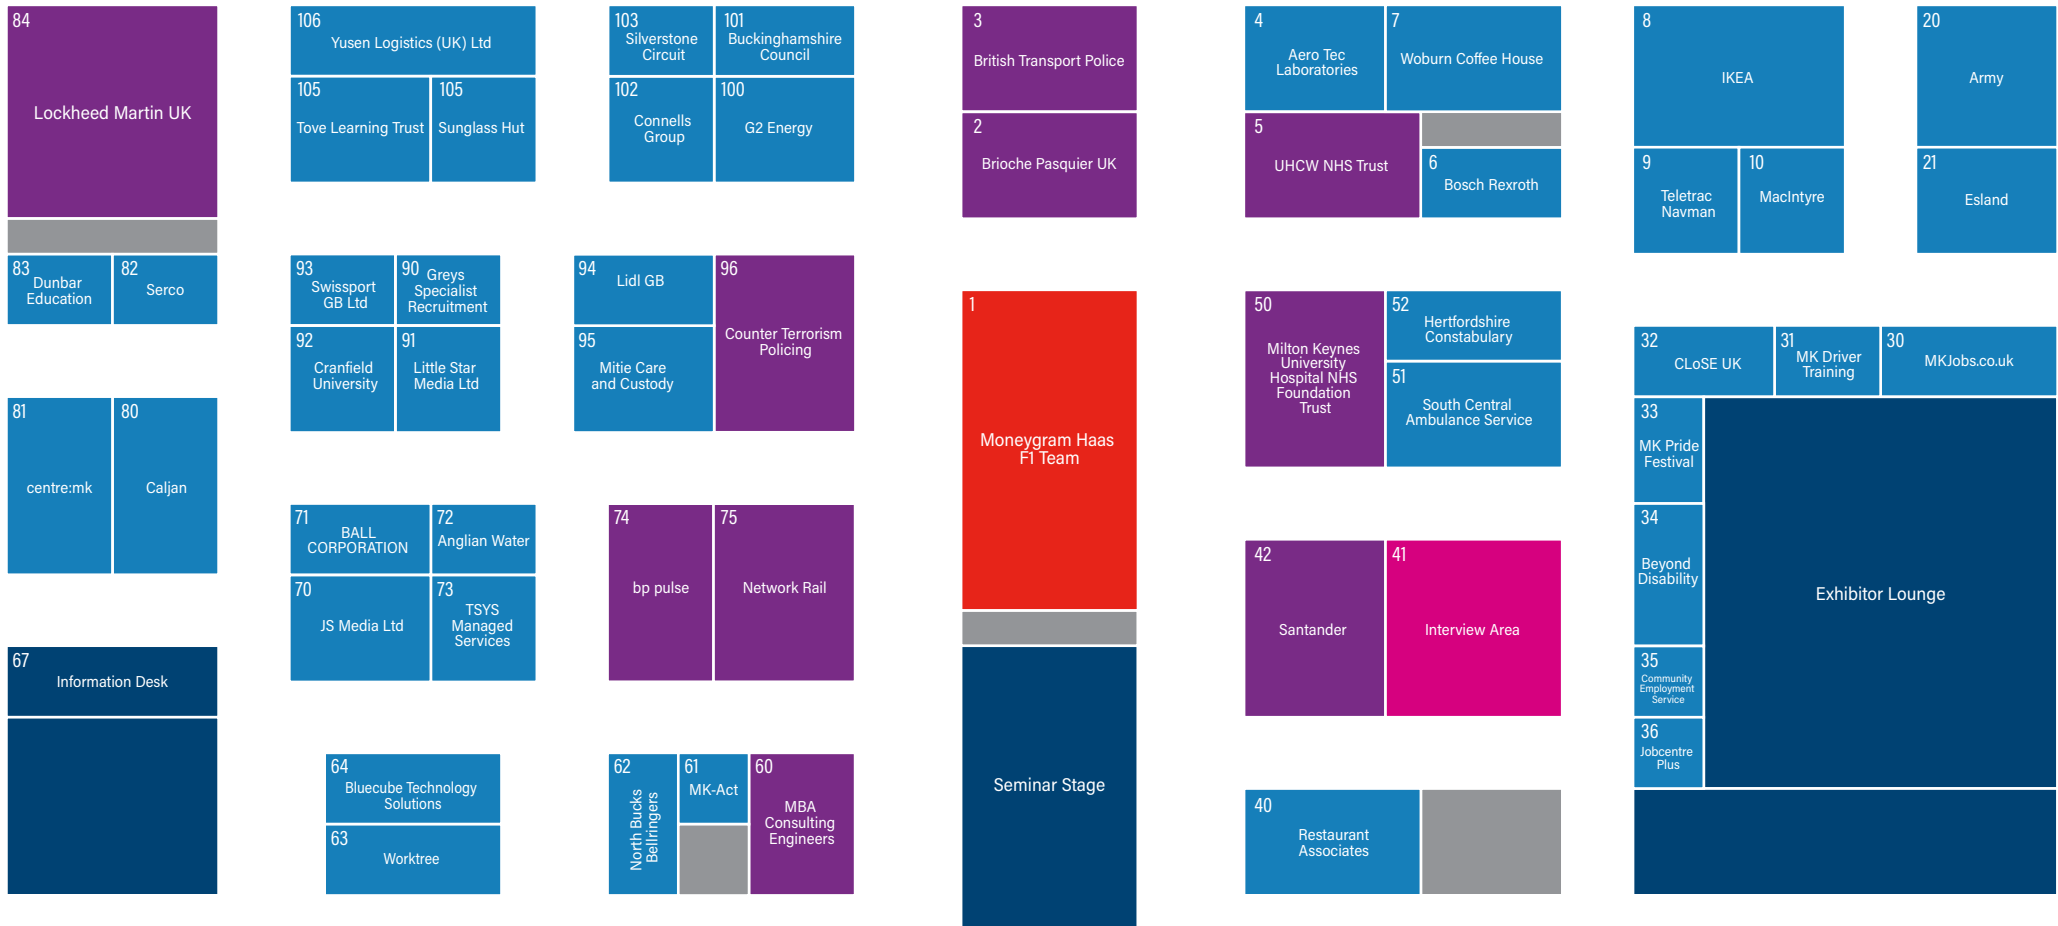 84
Lockheed Martin UK
83
Dunbar
Education
82
Serco
81
centre:mk
80
Caljan
67
Information Desk
106
Yusen Logistics (UK) Ltd
105
Tove Learning Trust
105
Sunglass Hut
93
Swissport
GB Ltd
90
Greys
Specialist
Recruitment
92
Cranfield
University
91
Little Star
Media Ltd
71
BALL
CORPORATION
72
Anglian Water
70
JS Media Ltd
73
TSYS
Managed
Services
64
Bluecube Technology
Solutions
63
Worktree
103
Silverstone
Circuit
101
Buckinghamshire
Council
102
Connells
Group
100
G2 Energy
94
Lidl GB
96
Counter Terrorism
Policing
95
Mitie Care
and Custody
74
bp pulse
75
Network Rail
62
North Bucks
Bellringers
61
MK-Act
60
MBA
Consulting
Engineers
3
British Transport Police
2
Brioche Pasquier UK
1
Moneygram Haas
F1 Team
Seminar Stage
4
Aero Tec
Laboratories
7
Woburn Coffee House
5
UHCW NHS Trust
6
Bosch Rexroth
50
Milton Keynes
University
Hospital NHS
Foundation
Trust
52
Hertfordshire
Constabulary
51
South Central
Ambulance Service
42
Santander
41
Interview Area
40
Restaurant
Associates
8
IKEA
9
Teletrac
Navman
10
MacIntyre
20
Army
21
Esland
32
CLoSE UK
31
MK Driver
Training
30
MKJobs.co.uk
33
MK Pride
Festival
34
Beyond
Disability
35
Community
Employment
Service
36
Jobcentre
Plus
Exhibitor Lounge